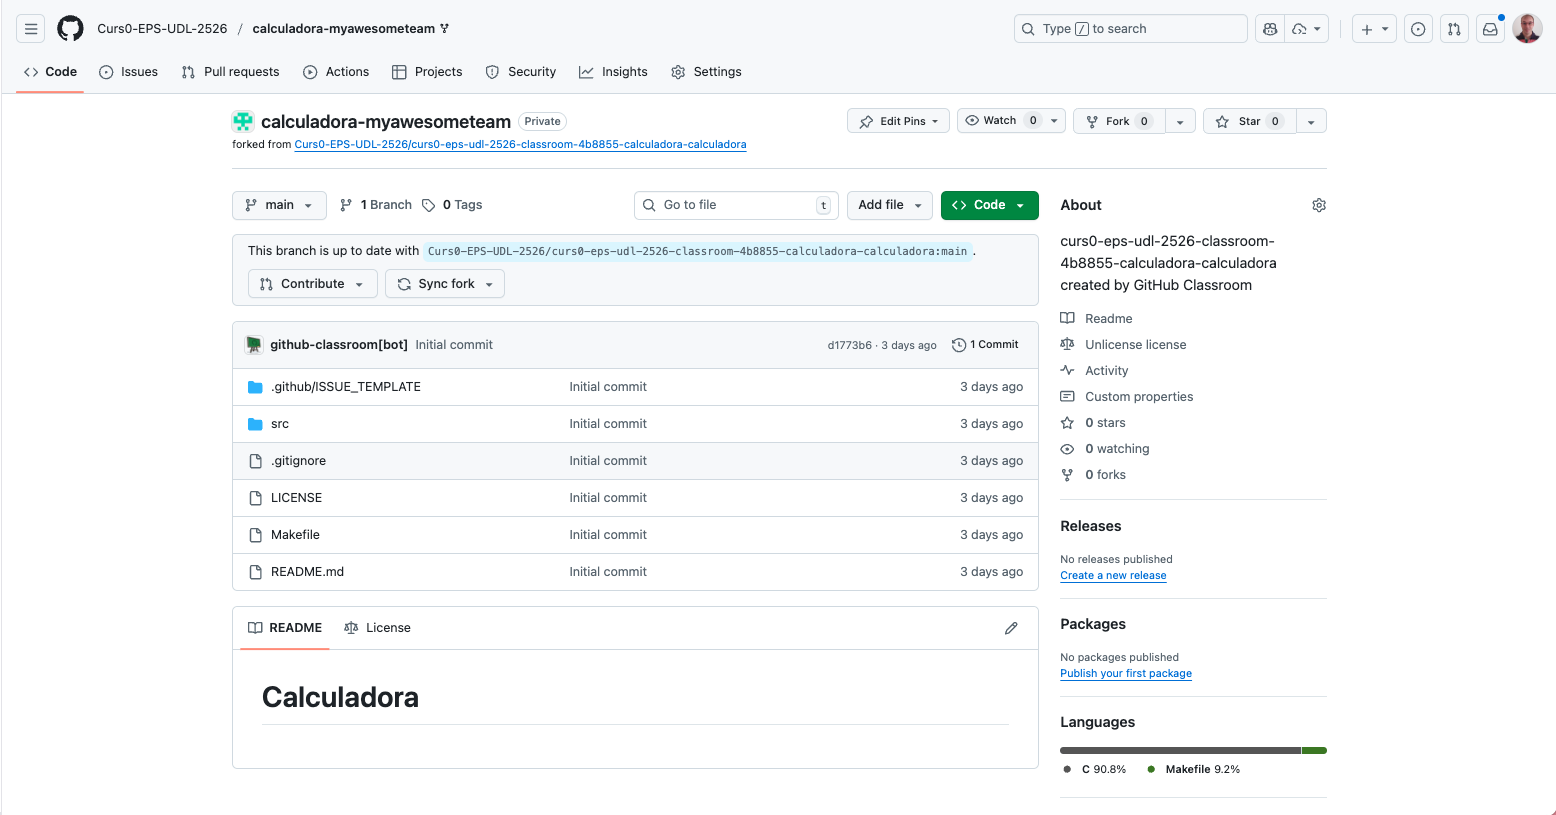 Curs0-EPS-UDL-2526 / calculadora-myawesometeam
Type / to search
Code Issues Pull requests Actions Projects Security Insights Settings
calculadora-myawesometeam Private
Edit Pins Watch 0 Fork 0 Star 0
forked from Curs0-EPS-UDL-2526/curs0-eps-udl-2526-classroom-4b8855-calculadora-calculadora
main 1 Branch 0 Tags
Go to file t Add file Code
This branch is up to date with Curs0-EPS-UDL-2526/curs0-eps-udl-2526-classroom-4b8855-calculadora-calculadora:main.
Contribute Sync fork
github-classroom[bot] Initial commit d1773b6 · 3 days ago 1 Commit
.github/ISSUE_TEMPLATE Initial commit 3 days ago
src Initial commit 3 days ago
.gitignore Initial commit 3 days ago
LICENSE Initial commit 3 days ago
Makefile Initial commit 3 days ago
README.md Initial commit 3 days ago
README License
Calculadora
About
curs0-eps-udl-2526-classroom-
4b8855-calculadora-calculadora
created by GitHub Classroom
Readme
Unlicense license
Activity
Custom properties
0 stars
0 watching
0 forks
Releases
No releases published
Create a new release
Packages
No packages published
Publish your first package
Languages
C 90.8% Makefile 9.2%